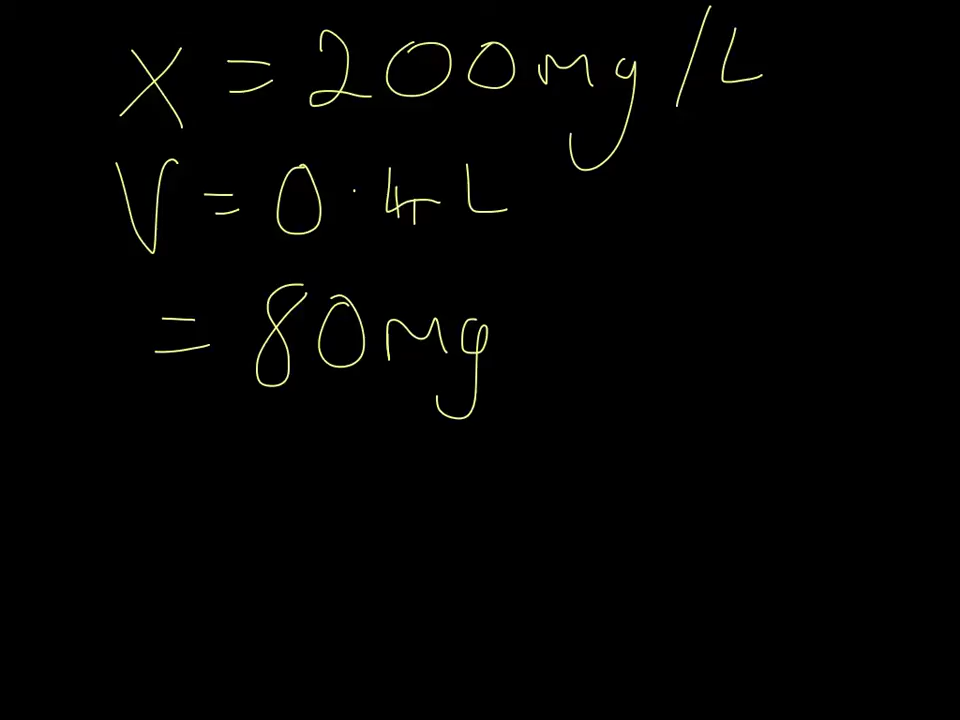 X = 200mg/L
V = 0.4L
= 80mg